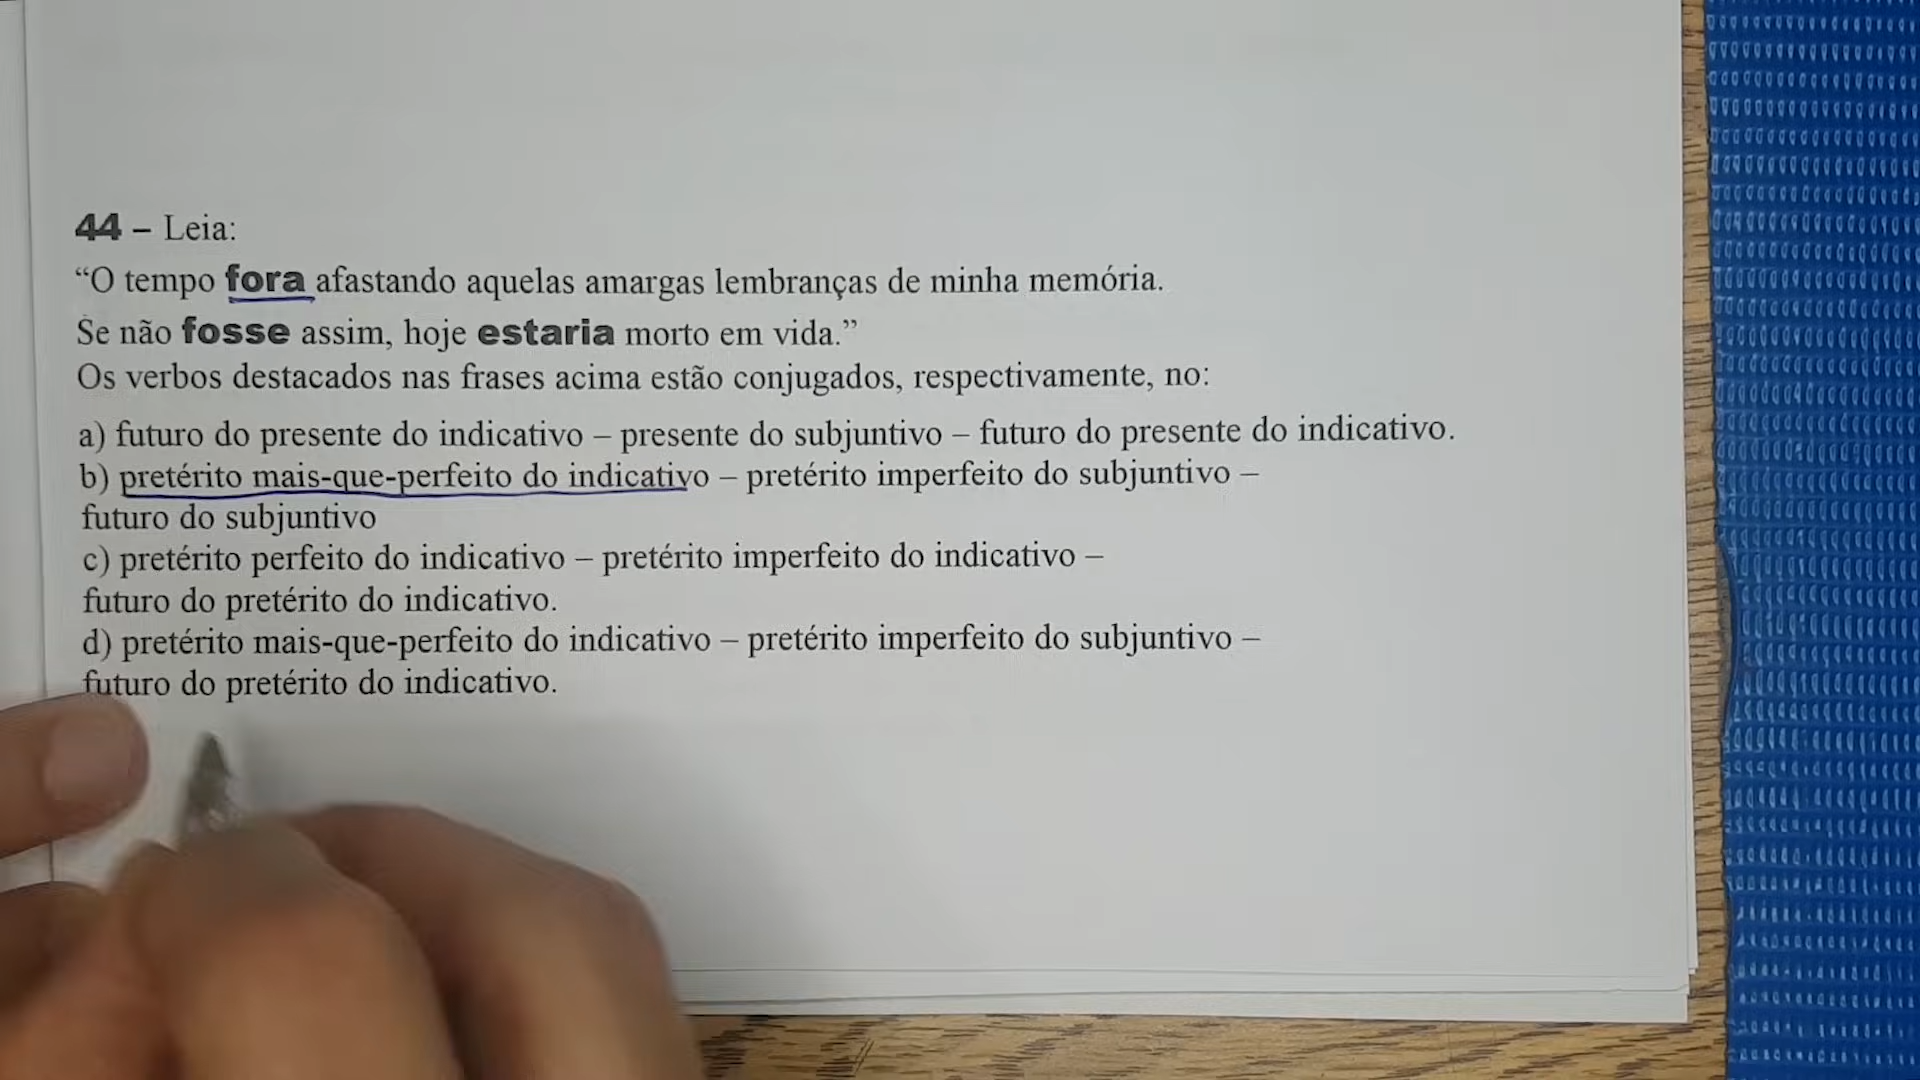 44 – Leia:
“O tempo fora afastando aquelas amargas lembranças de minha memória.
Se não fosse assim, hoje estaria morto em vida.”
Os verbos destacados nas frases acima estão conjugados, respectivamente, no:
a) futuro do presente do indicativo – presente do subjuntivo – futuro do presente do indicativo.
b) pretérito mais-que-perfeito do indicativo – pretérito imperfeito do subjuntivo –
futuro do subjuntivo
c) pretérito perfeito do indicativo – pretérito imperfeito do indicativo –
futuro do pretérito do indicativo.
d) pretérito mais-que-perfeito do indicativo – pretérito imperfeito do subjuntivo –
futuro do pretérito do indicativo.